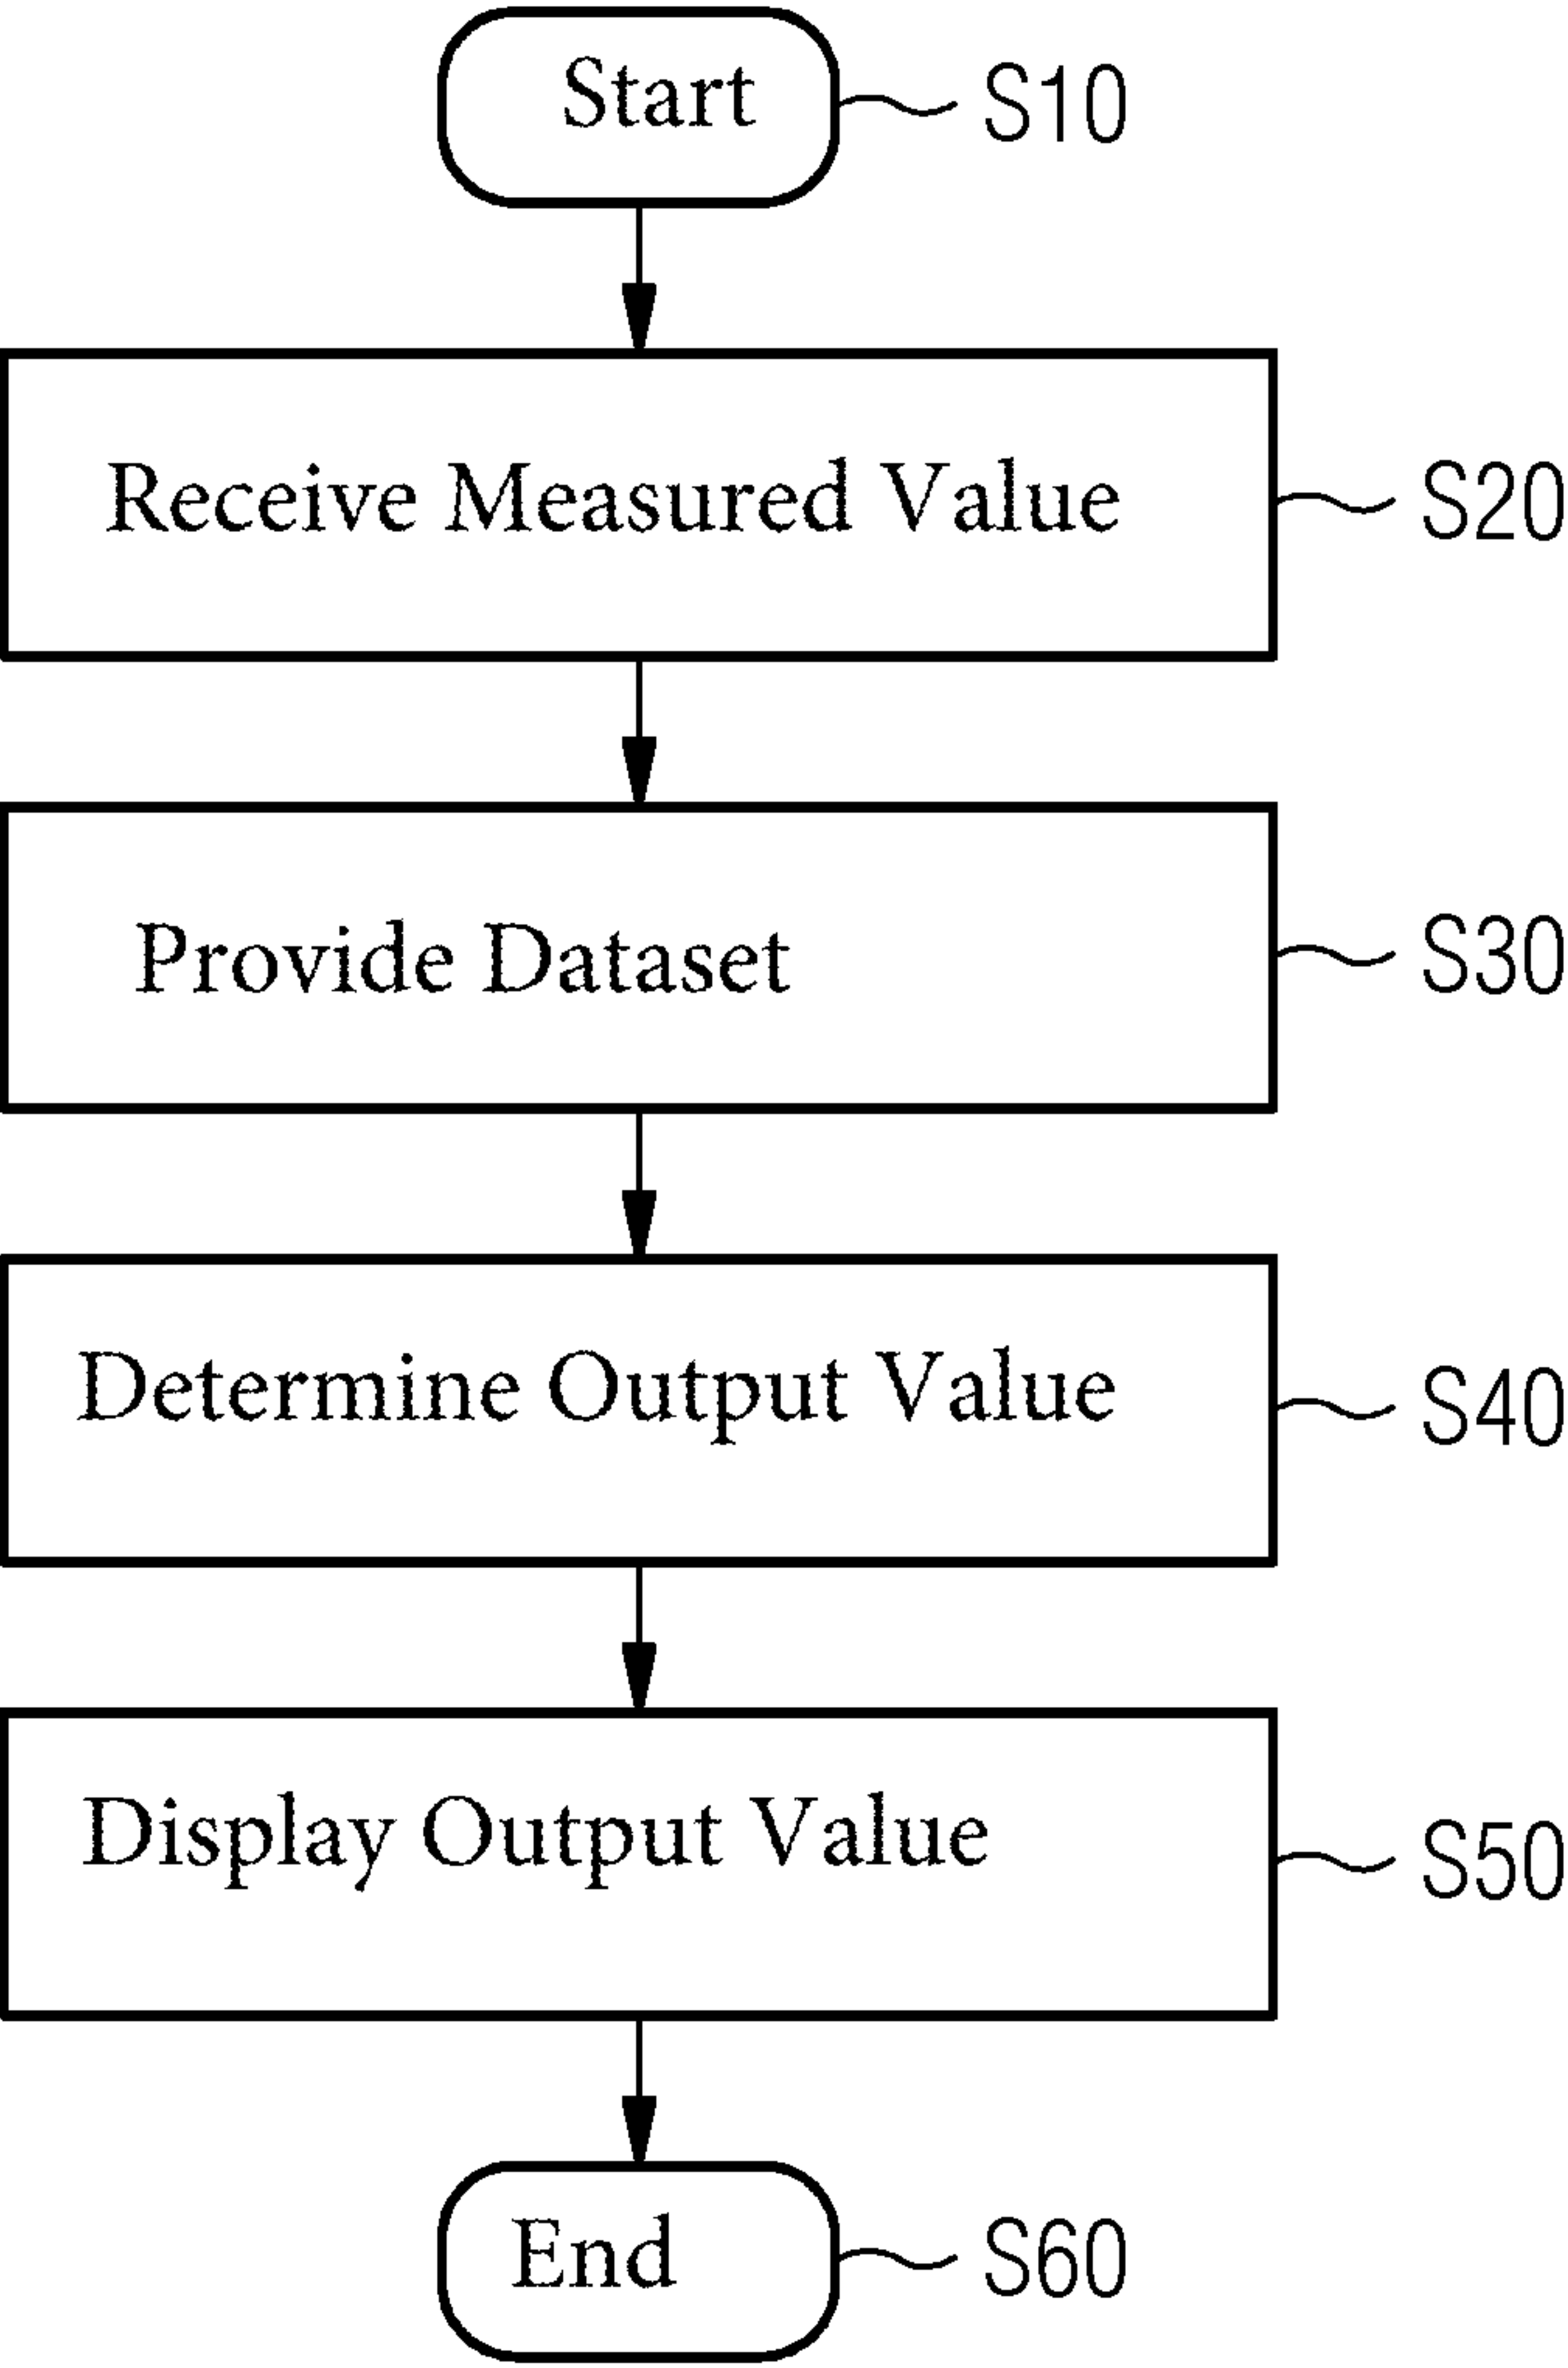 Start S10
Receive Measured Value S20
Provide Dataset S30
Determine Output Value S40
Display Output Value S50
End S60